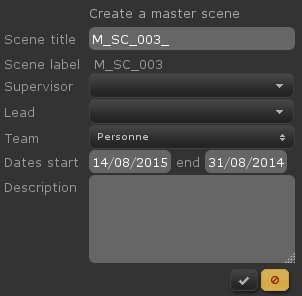 Create a master scene
Scene title M_SC_003_
Scene label M_SC_003
Supervisor
Lead
Team Personne
Dates start 14/08/2015 end 31/08/2014
Description